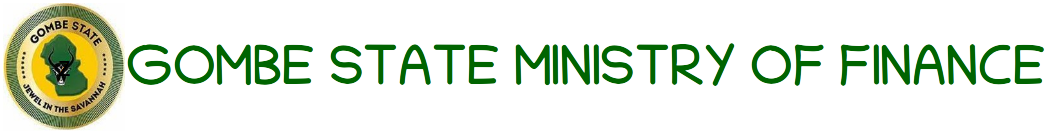 GOMBE STATE
JEWEL IN THE SAVANNAH
GOMBE STATE MINISTRY OF FINANCE